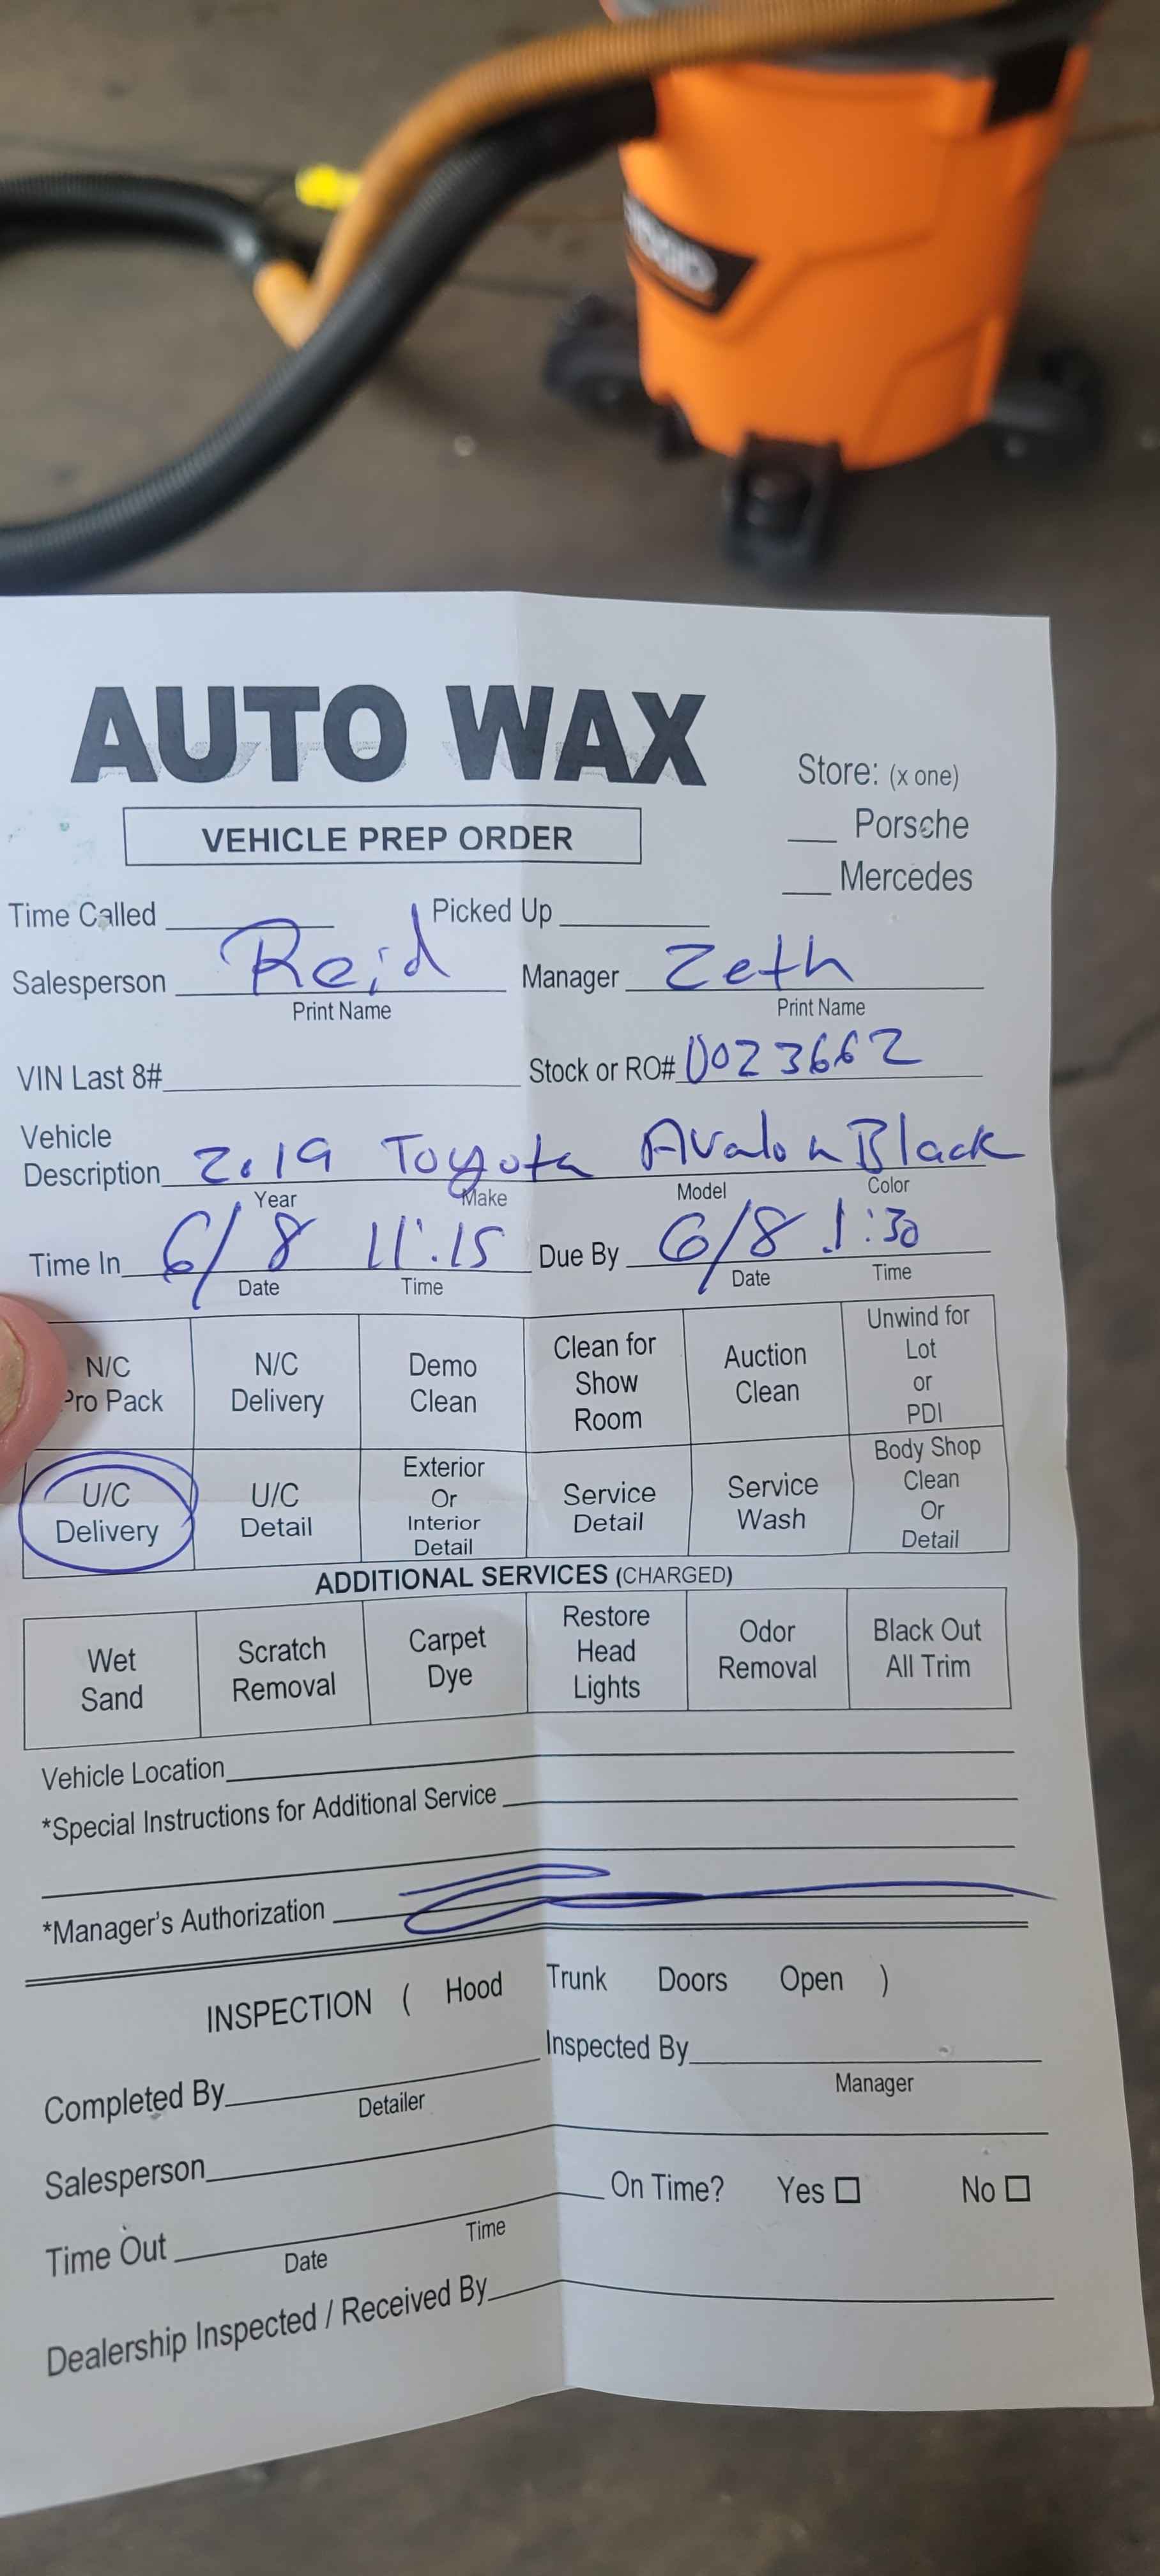 AUTO WAX
VEHICLE PREP ORDER
Store: (x one)
___ Porsche
___ Mercedes
Time Called Picked Up
Salesperson Reid Manager Zeth
Print Name Print Name
VIN Last 8# Stock or RO# U023662
Vehicle
Description 2019 Toyota Avalon Black
Year Make Model Color
Time In 6/8 11:15 Due By 6/8 1:30
Date Time Date Time
N/C Pro Pack
N/C Delivery
Demo Clean
Clean for Show Room
Auction Clean
Unwind for Lot or PDI
U/C Delivery
U/C Detail
Exterior Or Interior Detail
Service Detail
Service Wash
Body Shop Clean Or Detail
ADDITIONAL SERVICES (CHARGED)
Wet Sand
Scratch Removal
Carpet Dye
Restore Head Lights
Odor Removal
Black Out All Trim
Vehicle Location
*Special Instructions for Additional Service
*Manager's Authorization
INSPECTION ( Hood Trunk Doors Open )
Completed By Inspected By
Detailer Manager
Salesperson
On Time? Yes ☐ No ☐
Time Out
Date Time
Dealership Inspected / Received By